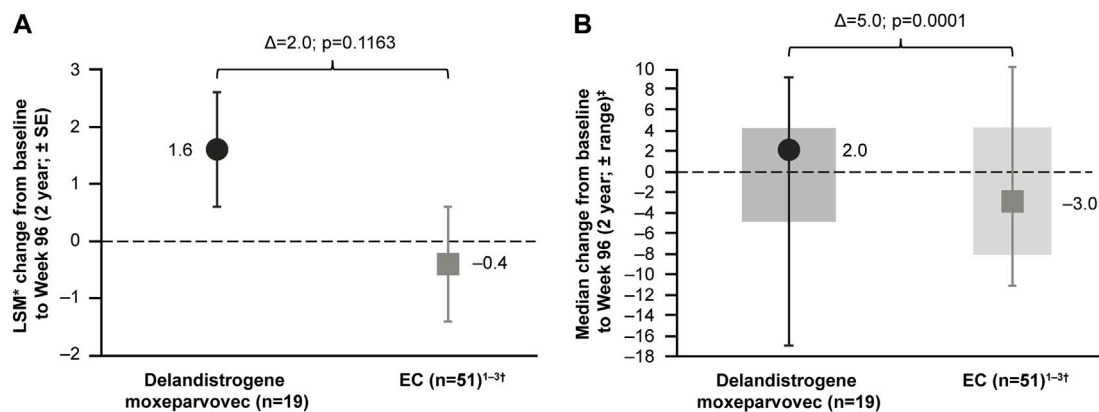 A
Δ=2.0; p=0.1163
LSM* change from baseline
to Week 96 (2 year; ± SE)
3
2
1
0
–1
–2
1.6
–0.4
Delandistrogene
moxeparvovec (n=19)
EC (n=51)¹⁻³†
B
Δ=5.0; p=0.0001
Median change from baseline
to Week 96 (2 year; ± range)‡
10
8
6
4
2
0
–2
–4
–6
–8
–10
–12
–14
–16
–18
2.0
–3.0
Delandistrogene
moxeparvovec (n=19)
EC (n=51)¹⁻³†